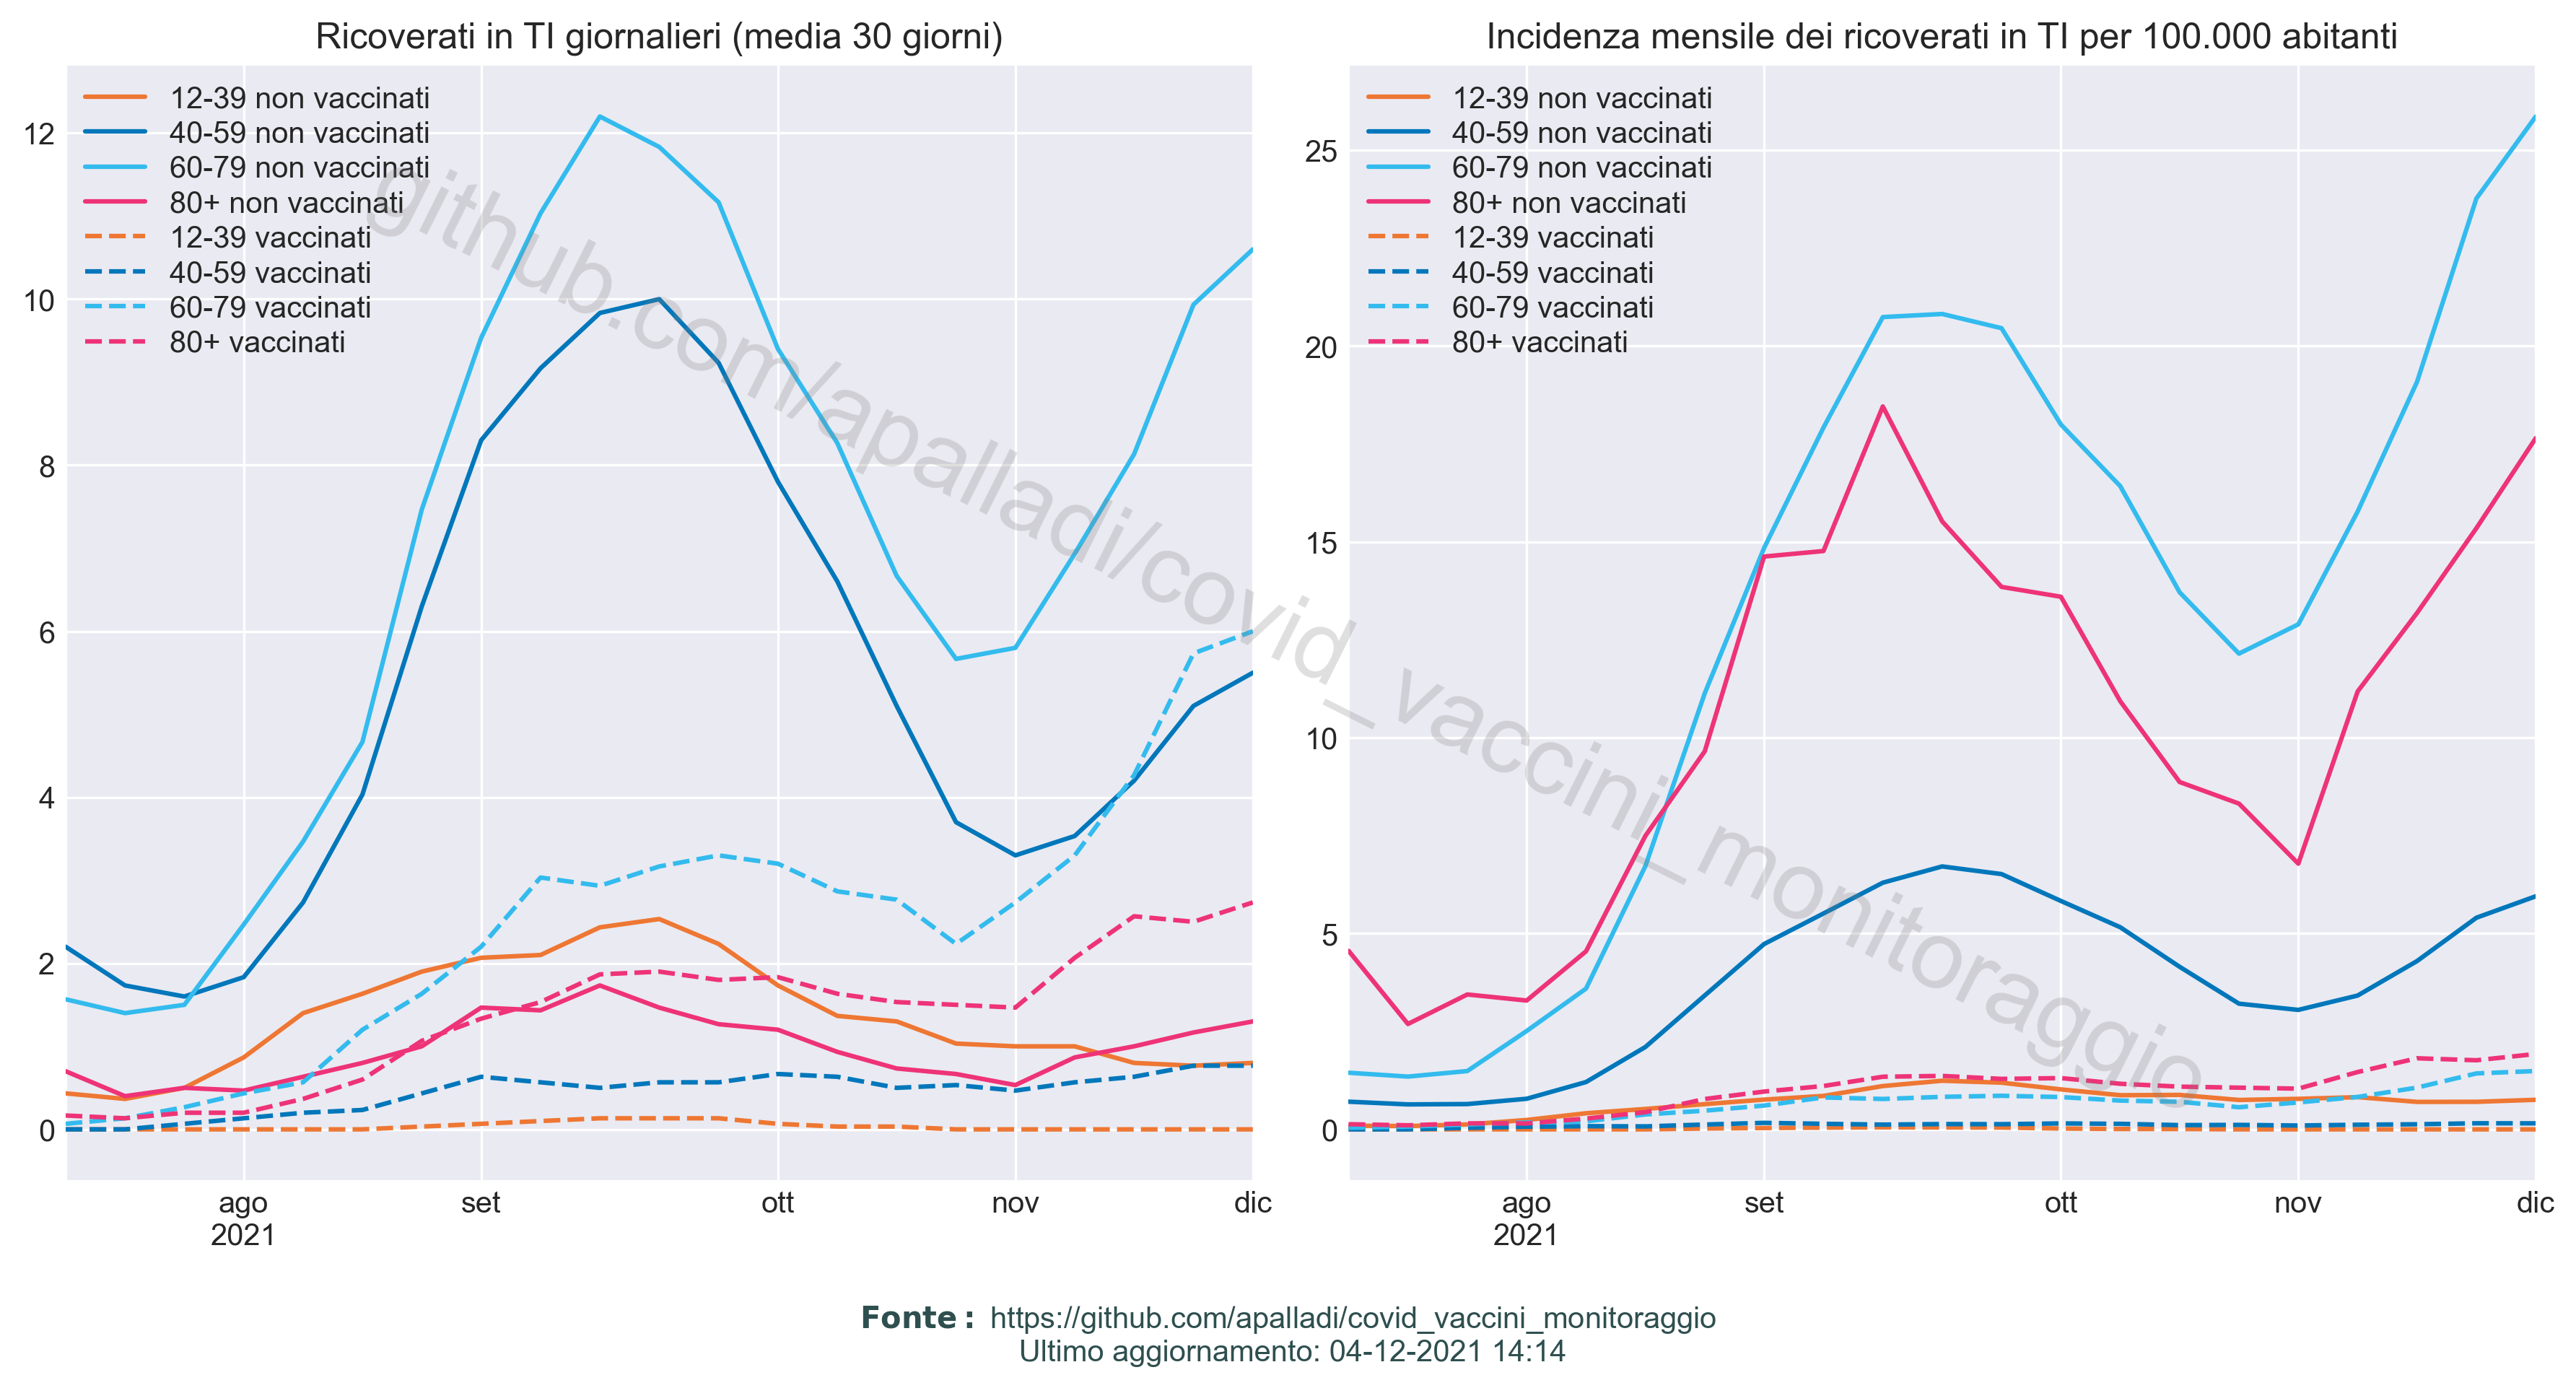 Ricoverati in TI giornalieri (media 30 giorni)
12-39 non vaccinati
40-59 non vaccinati
60-79 non vaccinati
80+ non vaccinati
12-39 vaccinati
40-59 vaccinati
60-79 vaccinati
80+ vaccinati
12
10
8
6
4
2
0
ago
2021
set
ott
nov
dic
Incidenza mensile dei ricoverati in TI per 100.000 abitanti
12-39 non vaccinati
40-59 non vaccinati
60-79 non vaccinati
80+ non vaccinati
12-39 vaccinati
40-59 vaccinati
60-79 vaccinati
80+ vaccinati
25
20
15
10
5
0
ago
2021
set
ott
nov
dic
github.com/apalladi/covid_vaccini_monitoraggio
Fonte: https://github.com/apalladi/covid_vaccini_monitoraggio
Ultimo aggiornamento: 04-12-2021 14:14